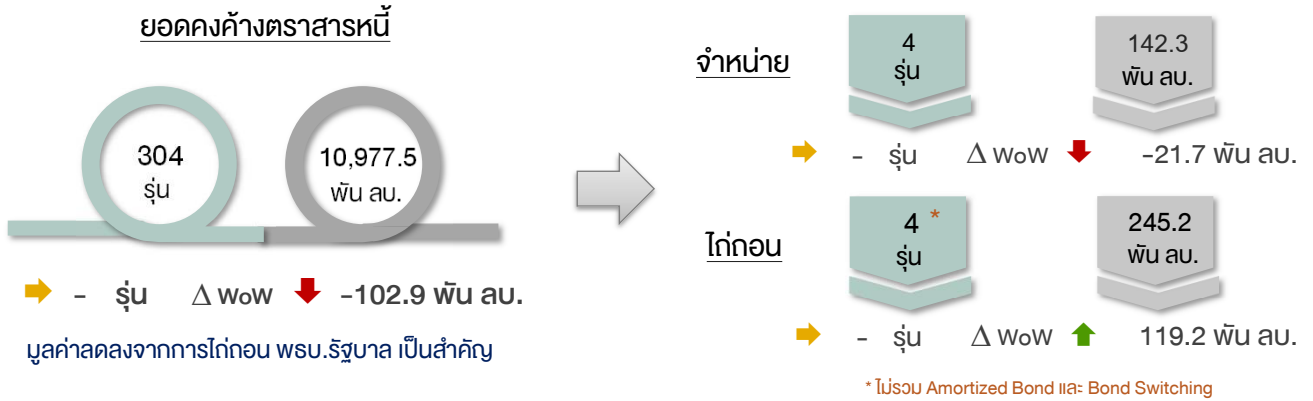 ยอดคงค้างตราสารหนี้
304
รุ่น
10,977.5
พัน ลบ.
- รุ่น Δ WoW -102.9 พัน ลบ.
มูลค่าลดลงจากการไถ่ถอน พธบ.รัฐบาล เป็นสำคัญ
จำหน่าย
4
รุ่น
142.3
พัน ลบ.
- รุ่น Δ WoW -21.7 พัน ลบ.
ไถ่ถอน
4 *
รุ่น
245.2
พัน ลบ.
- รุ่น Δ WoW 119.2 พัน ลบ.
* ไม่รวม Amortized Bond และ Bond Switching